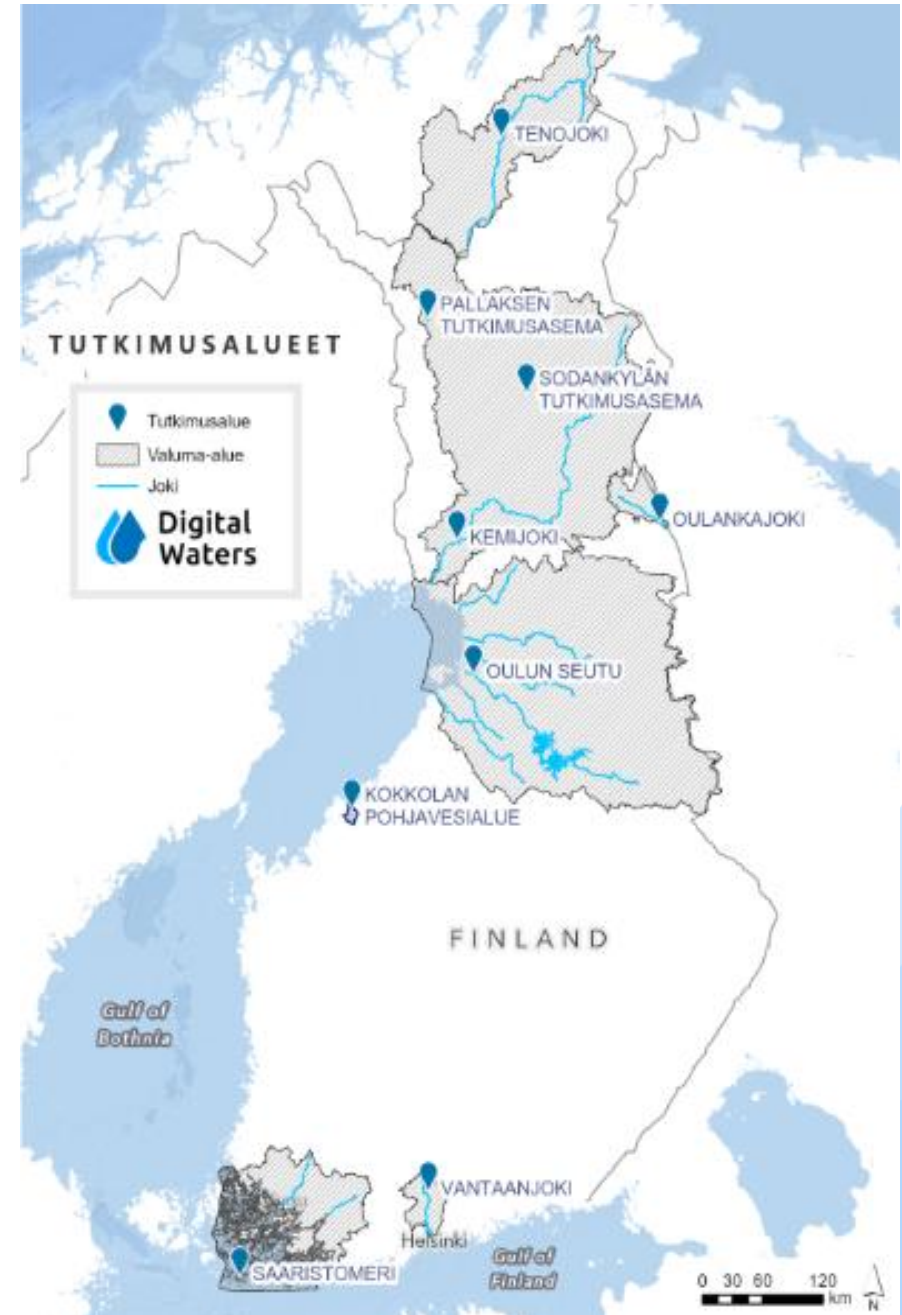 TENOJOKI
PALLAKSEN
TUTKIMUSASEMA
TUTKIMUSALUEET
SODANKYLÄN
TUTKIMUSASEMA
Tutkimusalue
Valuma-alue
Joki
Digital
Waters
OULANKAJOKI
KEMIJOKI
OULUN SEUTU
KOKKOLAN
POHJAVESIALUE
FINLAND
Gulf of
Bothnia
VANTAANJOKI
Helsinki
SAARISTOMERI
Gulf of
Finland
0 30 60 120
km
N